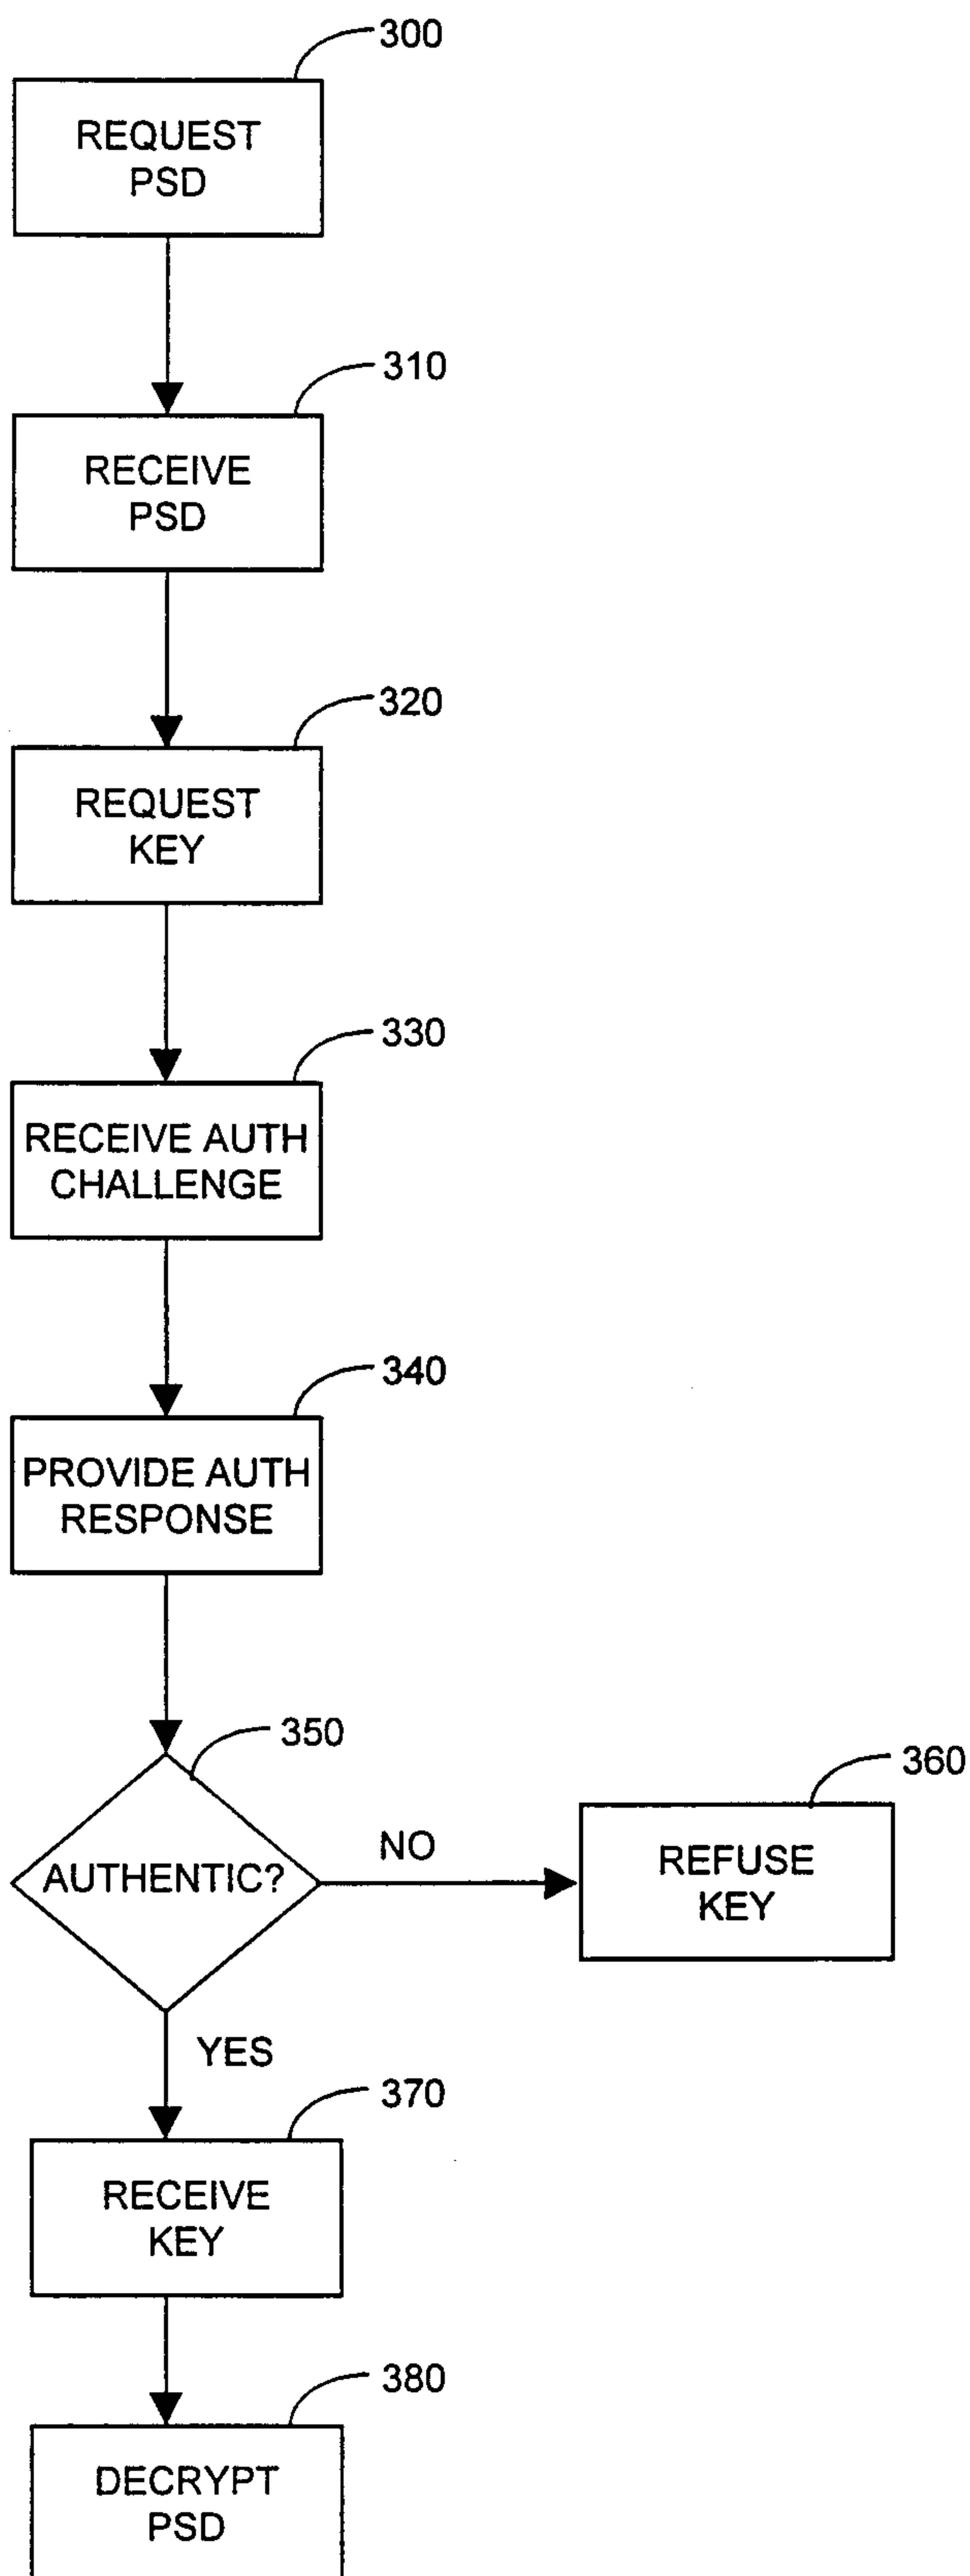 300
REQUEST
PSD
310
RECEIVE
PSD
320
REQUEST
KEY
330
RECEIVE AUTH
CHALLENGE
340
PROVIDE AUTH
RESPONSE
350
AUTHENTIC?
NO
360
REFUSE
KEY
YES
370
RECEIVE
KEY
380
DECRYPT
PSD